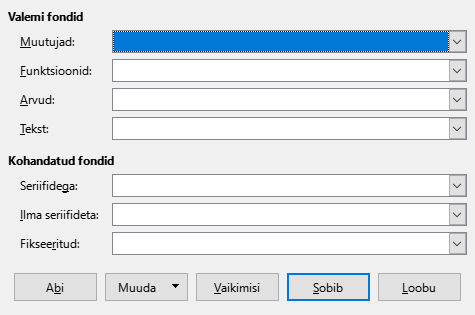 Valemi fondid
Muutujad:
Funktsioonid:
Arvud:
Tekst:
Kohandatud fondid
Seriifidega:
Ilma seriifideta:
Fikseeritud:
Abi Muuda Vaikimisi Sobib Loobu